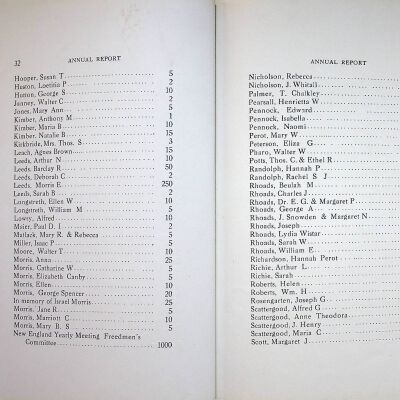 32 ANNUAL REPORT
Hooper, Susan T 5
Huston, Laetitia P 2
Hutton, George S 10
Janney, Walter C 2
Jones, Mary Ann 5
Kimber, Anthony M 1
Kimber, Maria B 10
Kimber, Natalie B 15
Kirkbride, Mrs. Thos. S 3
Leach, Agnes Brown 15
Leeds, Arthur N 10
Leeds, Barclay R 50
Leeds, Deborah C 2
Leeds, Morris E 250
Leeds, Sarah B 2
Longstreth, Ellen W 10
Longstreth, William M 5
Lowry, Alfred 10
Maier, Paul D. I 2
Matlack, Mary R. & Rebecca 5
Miller, Isaac P 5
Moore, Walter T 10
Morris, Anna 25
Morris, Catharine W 5
Morris, Elizabeth Canby 5
Morris, Ellen 10
Morris, George Spencer 20
In memory of Israel Morris 25
Morris, Jane R 5
Morris, Marriott C 10
Morris, Mary B. S 5
New England Yearly Meeting Freedmen's
Committee 1000
ANNUAL REPORT
Nicholson, Rebecca
Nicholson, J. Whitall
Palmer, T. Chalkley
Pearsall, Henrietta W
Pennock, Edward
Pennock, Isabella
Pennock, Naomi
Perot, Mary W
Peterson, Eliza G
Pharo, Walter W
Potts, Thos. C. & Ethel R
Randolph, Hannah P
Randolph, Rachel S J
Rhoads, Beulah M
Rhoads, Charles J
Rhoads, Dr. E. G. & Margaret P
Rhoads, George A
Rhoads, J. Snowden & Margaret N
Rhoads, Joseph
Rhoads, Lydia Wistar
Rhoads, Sarah W
Rhoads, William E
Richardson, Hannah Perot
Richie, Arthur L
Richie, Sarah
Roberts, Helen
Roberts, Wm. H
Rosengarten, Joseph G
Scattergood, Alfred G
Scattergood, Anne Theodora
Scattergood, J. Henry
Scattergood, Maria C
Scott, Margaret J